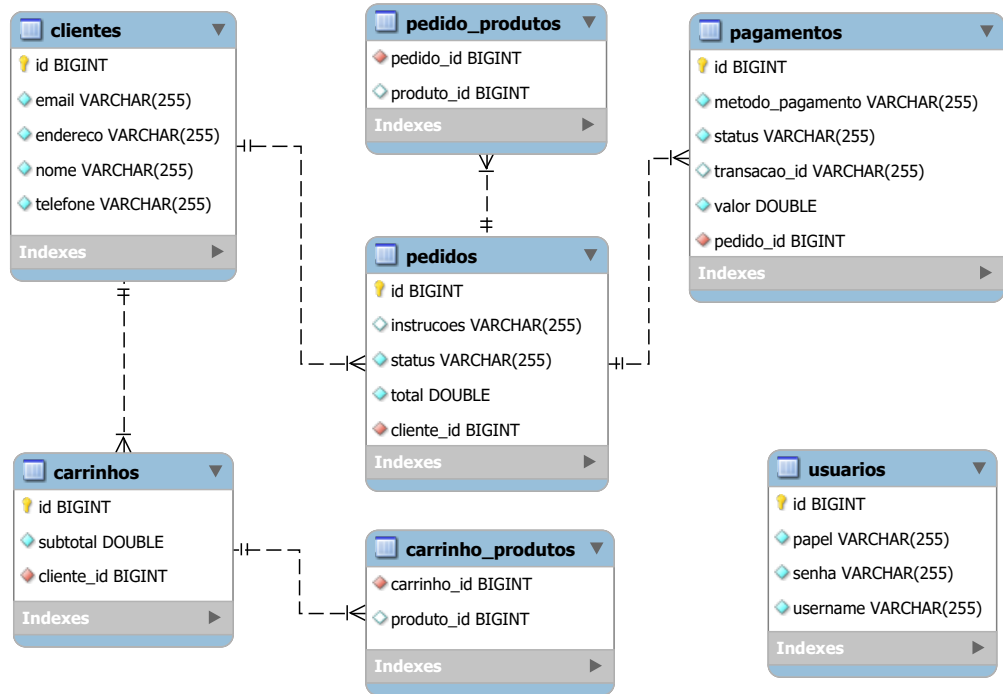 clientes
id BIGINT
email VARCHAR(255)
endereco VARCHAR(255)
nome VARCHAR(255)
telefone VARCHAR(255)
Indexes
pedido_produtos
pedido_id BIGINT
produto_id BIGINT
Indexes
pagamentos
id BIGINT
metodo_pagamento VARCHAR(255)
status VARCHAR(255)
transacao_id VARCHAR(255)
valor DOUBLE
pedido_id BIGINT
Indexes
pedidos
id BIGINT
instrucoes VARCHAR(255)
status VARCHAR(255)
total DOUBLE
cliente_id BIGINT
Indexes
carrinhos
id BIGINT
subtotal DOUBLE
cliente_id BIGINT
Indexes
carrinho_produtos
carrinho_id BIGINT
produto_id BIGINT
Indexes
usuarios
id BIGINT
papel VARCHAR(255)
senha VARCHAR(255)
username VARCHAR(255)
Indexes